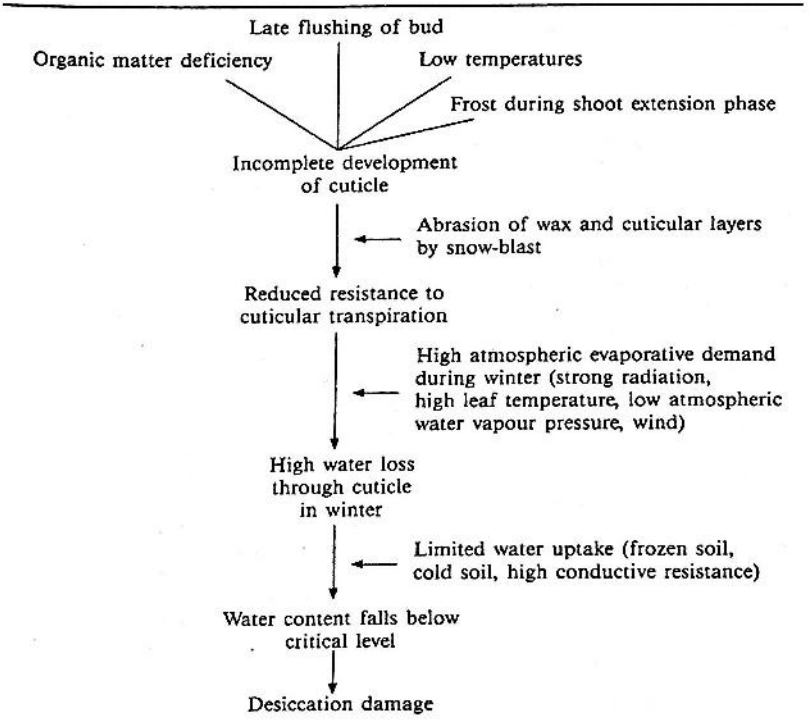 Late flushing of bud
Organic matter deficiency
Low temperatures
Frost during shoot extension phase
Incomplete development
of cuticle
Abrasion of wax and cuticular layers
by snow-blast
Reduced resistance to
cuticular transpiration
High atmospheric evaporative demand
during winter (strong radiation,
high leaf temperature, low atmospheric
water vapour pressure, wind)
High water loss
through cuticle
in winter
Limited water uptake (frozen soil,
cold soil, high conductive resistance)
Water content falls below
critical level
Desiccation damage